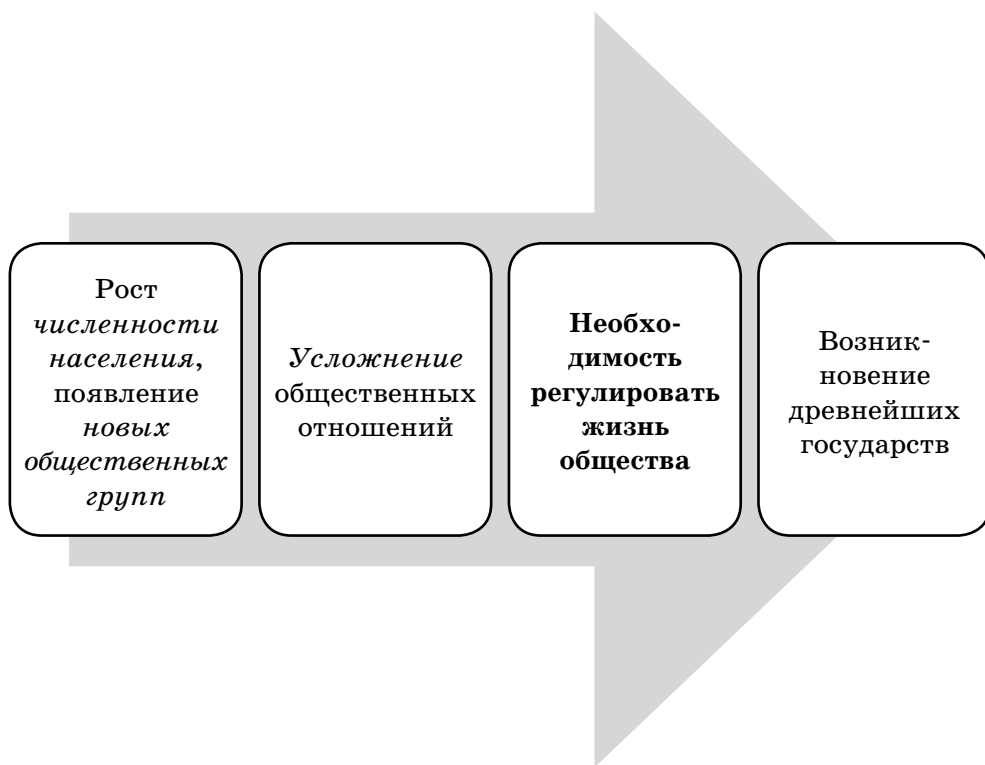 Рост
численности
населения,
появление
новых
общественных
групп
Усложнение
общественных
отношений
Необхо-
димость
регулировать
жизнь
общества
Возник-
новение
древнейших
государств